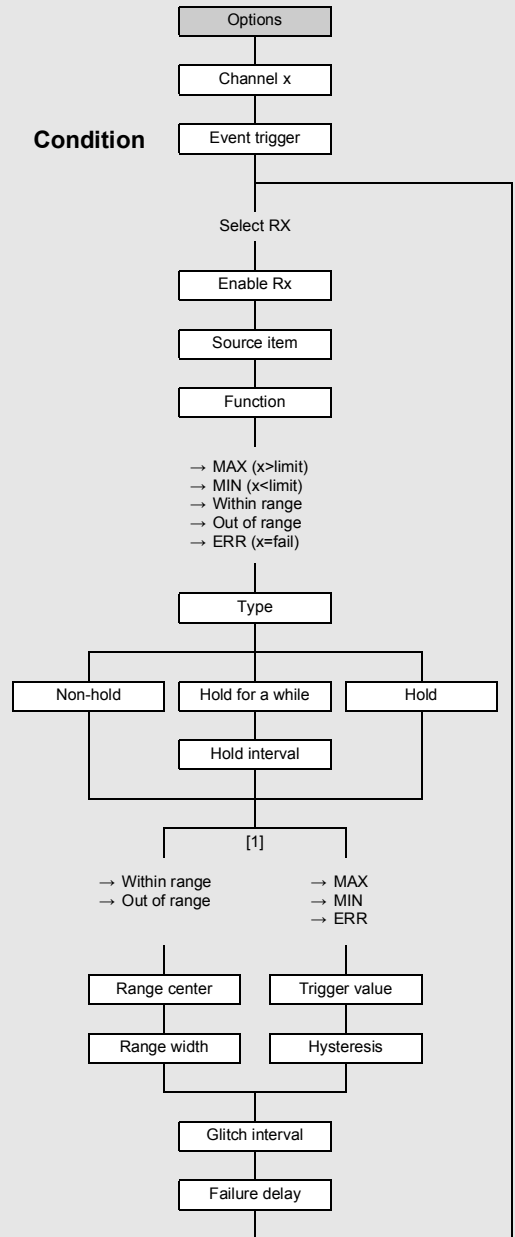 Options
Channel x
Condition
Event trigger
Select RX
Enable Rx
Source item
Function
→ MAX (x>limit)
→ MIN (x<limit)
→ Within range
→ Out of range
→ ERR (x=fail)
Type
Non-hold
Hold for a while
Hold
Hold interval
[1]
→ Within range
→ Out of range
→ MAX
→ MIN
→ ERR
Range center
Trigger value
Range width
Hysteresis
Glitch interval
Failure delay